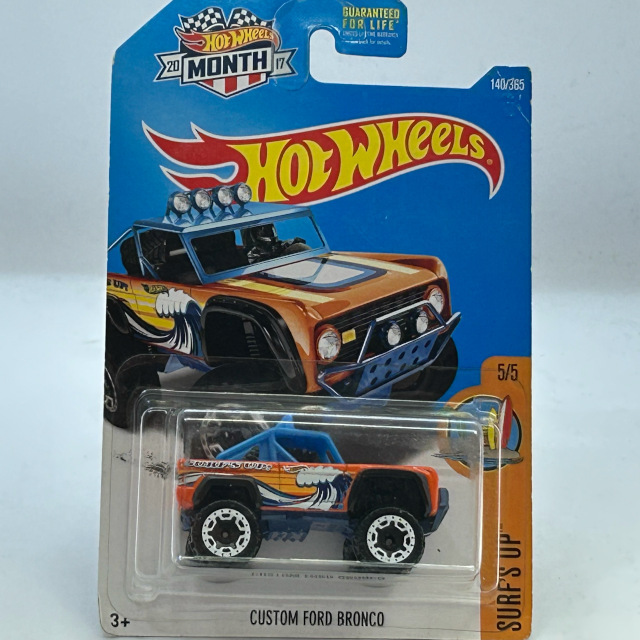 GUARANTEED
FOR LIFE
HOT WHEELS
20 MONTH 17
140/365
HOT WHEELS
5/5
SURF'S UP
3+
CUSTOM FORD BRONCO